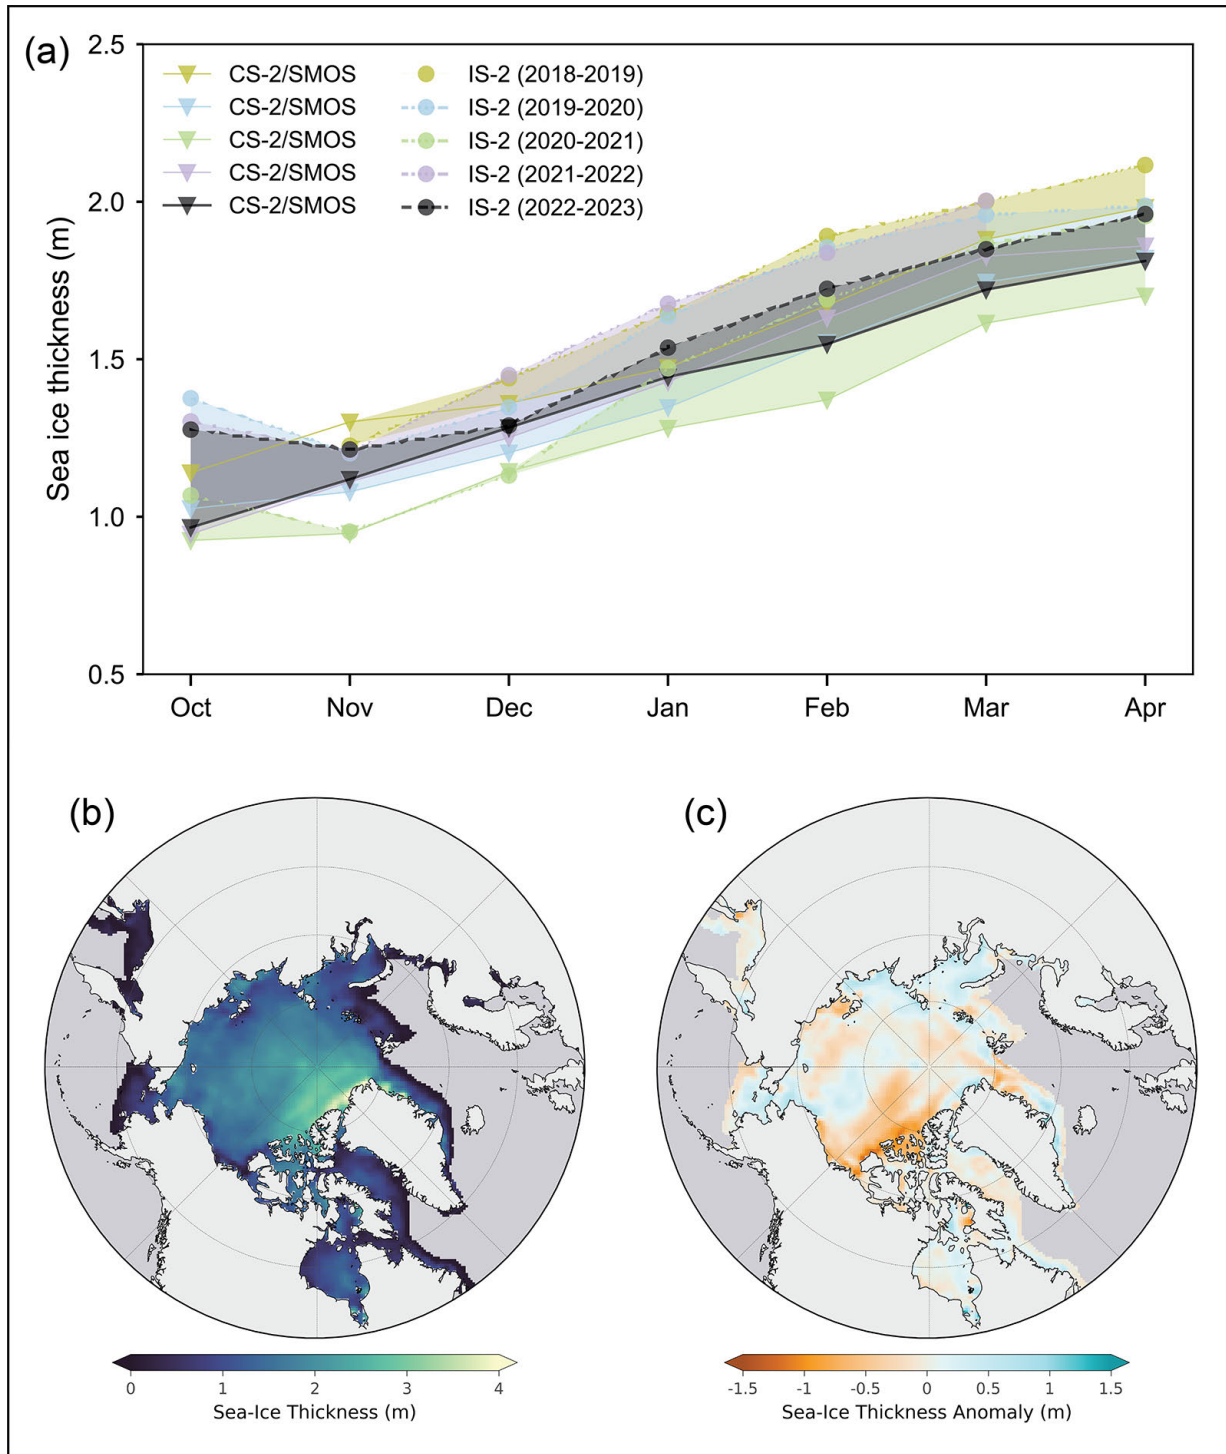 (a)
2.5
2.0
1.5
1.0
0.5
Sea ice thickness (m)
CS-2/SMOS IS-2 (2018-2019)
CS-2/SMOS IS-2 (2019-2020)
CS-2/SMOS IS-2 (2020-2021)
CS-2/SMOS IS-2 (2021-2022)
CS-2/SMOS IS-2 (2022-2023)
Oct Nov Dec Jan Feb Mar Apr
(b)
0 1 2 3 4
Sea-Ice Thickness (m)
(c)
-1.5 -1 -0.5 0 0.5 1 1.5
Sea-Ice Thickness Anomaly (m)